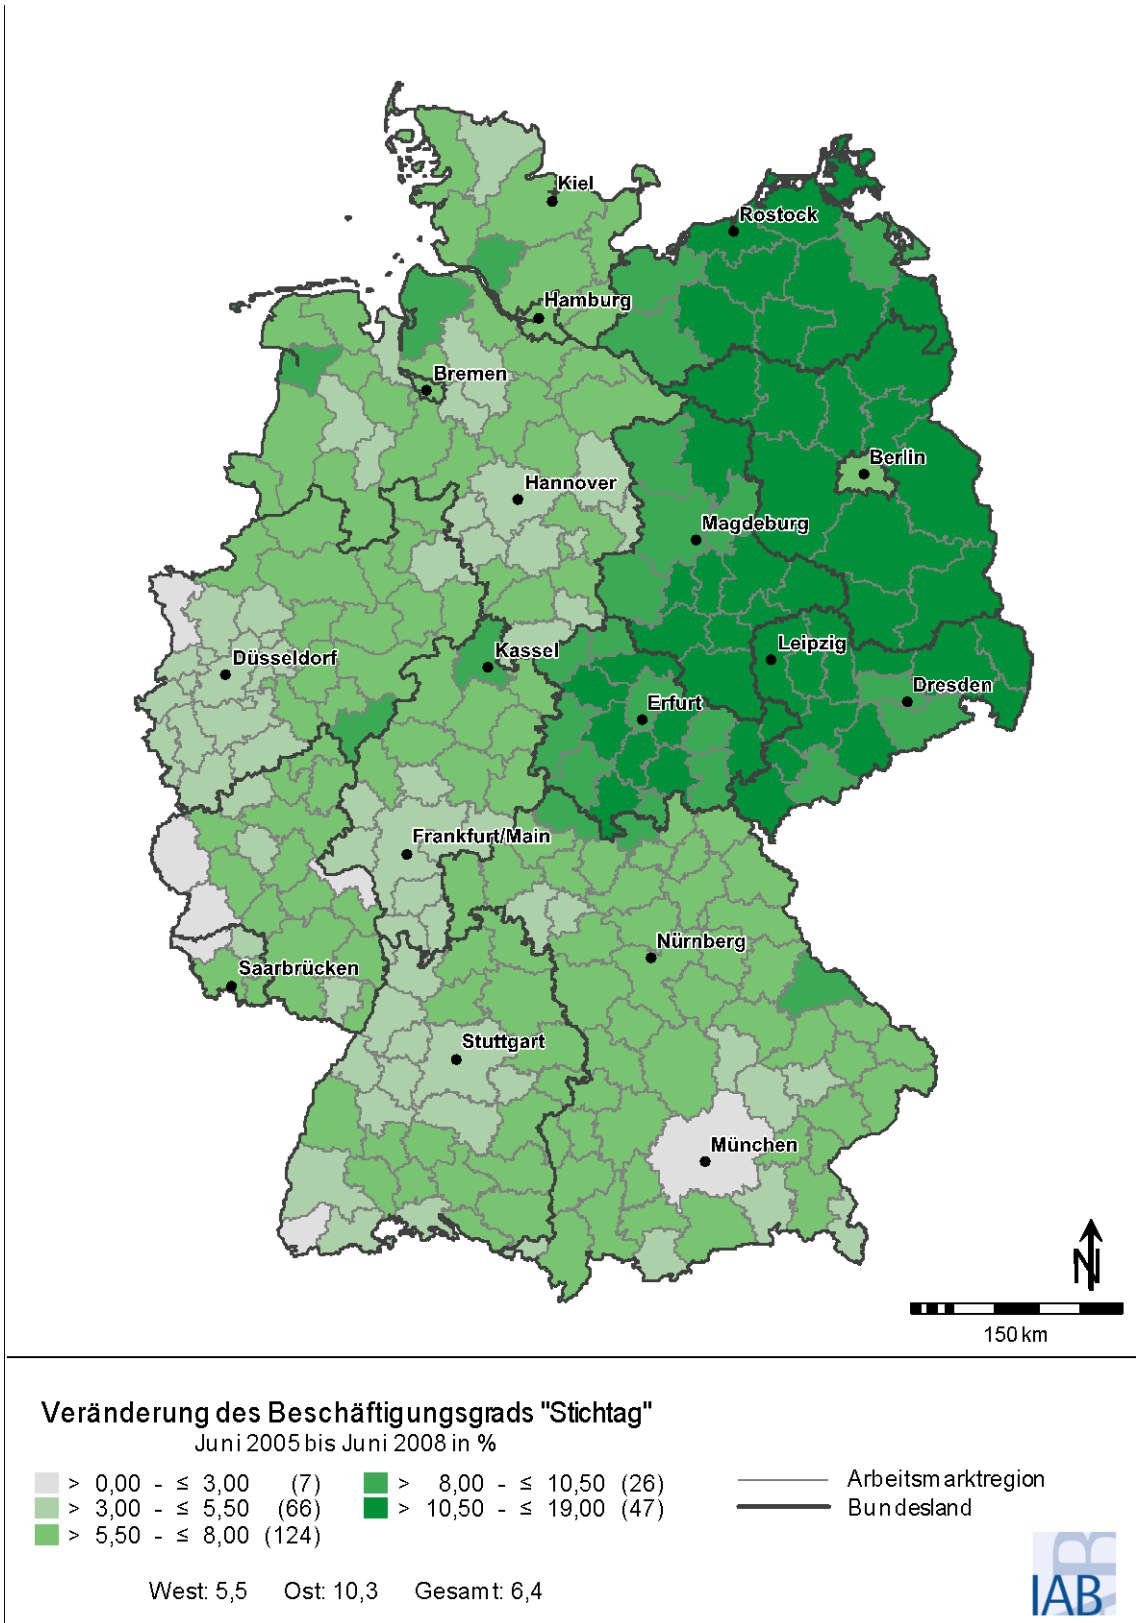 Kiel
Rostock
Hamburg
Bremen
Berlin
Hannover
Magdeburg
Düsseldorf
Kassel
Leipzig
Dresden
Erfurt
Frankfurt/Main
Nürnberg
Saarbrücken
Stuttgart
München
N
150 km
Veränderung des Beschäftigungsgrads "Stichtag"
Juni 2005 bis Juni 2008 in %
> 0,00 - ≤ 3,00 (7)
> 3,00 - ≤ 5,50 (66)
> 5,50 - ≤ 8,00 (124)
> 8,00 - ≤ 10,50 (26)
> 10,50 - ≤ 19,00 (47)
Arbeitsmarktregion
Bundesland
West: 5,5 Ost: 10,3 Gesamt: 6,4
IAB